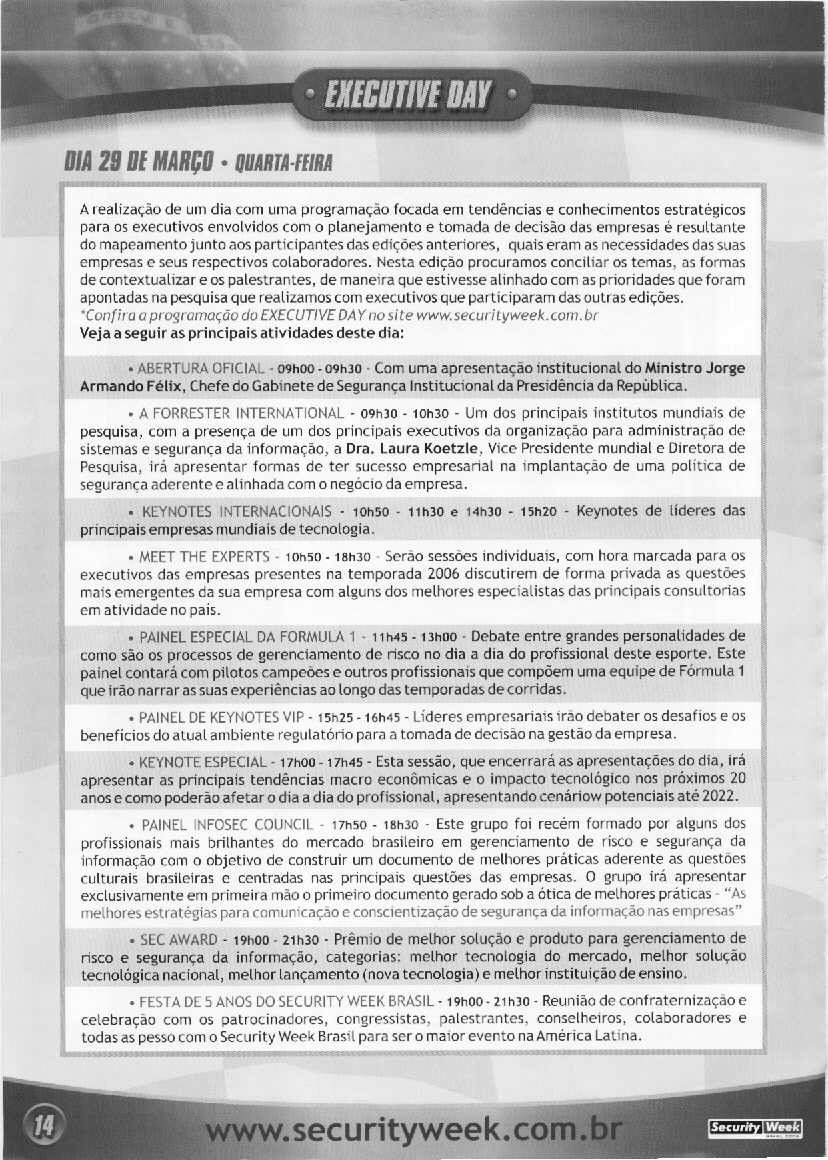 EXECUTIVE DAY
DIA 29 DE MARÇO • QUARTA-FEIRA
A realização de um dia com uma programação focada em tendências e conhecimentos estratégicos
para os executivos envolvidos com o planejamento e tomada de decisão das empresas é resultante
do mapeamento junto aos participantes das edições anteriores, quais eram as necessidades das suas
empresas e seus respectivos colaboradores. Nesta edição procuramos conciliar os temas, as formas
de contextualizar e os palestrantes, de maneira que estivesse alinhado com as prioridades que foram
apontadas na pesquisa que realizamos com executivos que participaram das outras edições.
*Confira a programação do EXECUTIVE DAY no site www.securityweek.com.br
Veja a seguir as principais atividades deste dia:
• ABERTURA OFICIAL - 09h00 - 09h30 - Com uma apresentação institucional do Ministro Jorge
Armando Félix, Chefe do Gabinete de Segurança Institucional da Presidência da República.
• A FORRESTER INTERNATIONAL - 09h30 - 10h30 - Um dos principais institutos mundiais de
pesquisa, com a presença de um dos principais executivos da organização para administração de
sistemas e segurança da informação, a Dra. Laura Koetzle, Vice Presidente mundial e Diretora de
Pesquisa, irá apresentar formas de ter sucesso empresarial na implantação de uma política de
segurança aderente e alinhada com o negócio da empresa.
• KEYNOTES INTERNACIONAIS - 10h50 - 11h30 e 14h30 - 15h20 - Keynotes de líderes das
principais empresas mundiais de tecnologia.
• MEET THE EXPERTS - 10h50 - 18h30 - Serão sessões individuais, com hora marcada para os
executivos das empresas presentes na temporada 2006 discutirem de forma privada as questões
mais emergentes da sua empresa com alguns dos melhores especialistas das principais consultorias
em atividade no país.
• PAINEL ESPECIAL DA FORMULA 1 - 11h45 - 13h00 - Debate entre grandes personalidades de
como são os processos de gerenciamento de risco no dia a dia do profissional deste esporte. Este
painel contará com pilotos campeões e outros profissionais que compõem uma equipe de Fórmula 1
que irão narrar as suas experiências ao longo das temporadas de corridas.
• PAINEL DE KEYNOTES VIP - 15h25 - 16h45 - Líderes empresariais irão debater os desafios e os
benefícios do atual ambiente regulatório para a tomada de decisão na gestão da empresa.
• KEYNOTE ESPECIAL - 17h00 - 17h45 - Esta sessão, que encerrará as apresentações do dia, irá
apresentar as principais tendências macro econômicas e o impacto tecnológico nos próximos 20
anos e como poderão afetar o dia a dia do profissional, apresentando cenáriow potenciais até 2022.
• PAINEL INFOSEC COUNCIL - 17h50 - 18h30 - Este grupo foi recém formado por alguns dos
profissionais mais brilhantes do mercado brasileiro em gerenciamento de risco e segurança da
informação com o objetivo de construir um documento de melhores práticas aderente as questões
culturais brasileiras e centradas nas principais questões das empresas. O grupo irá apresentar
exclusivamente em primeira mão o primeiro documento gerado sob a ótica de melhores práticas - "As
melhores estratégias para comunicação e conscientização de segurança da informação nas empresas"
• SEC AWARD - 19h00 - 21h30 - Prêmio de melhor solução e produto para gerenciamento de
risco e segurança da informação, categorias: melhor tecnologia do mercado, melhor solução
tecnológica nacional, melhor lançamento (nova tecnologia) e melhor instituição de ensino.
• FESTA DE 5 ANOS DO SECURITY WEEK BRASIL - 19h00 - 21h30 - Reunião de confraternização e
celebração com os patrocinadores, congressistas, palestrantes, conselheiros, colaboradores e
todas as pesso com o Security Week Brasil para ser o maior evento na América Latina.
14
www.securityweek.com.br
Security Week